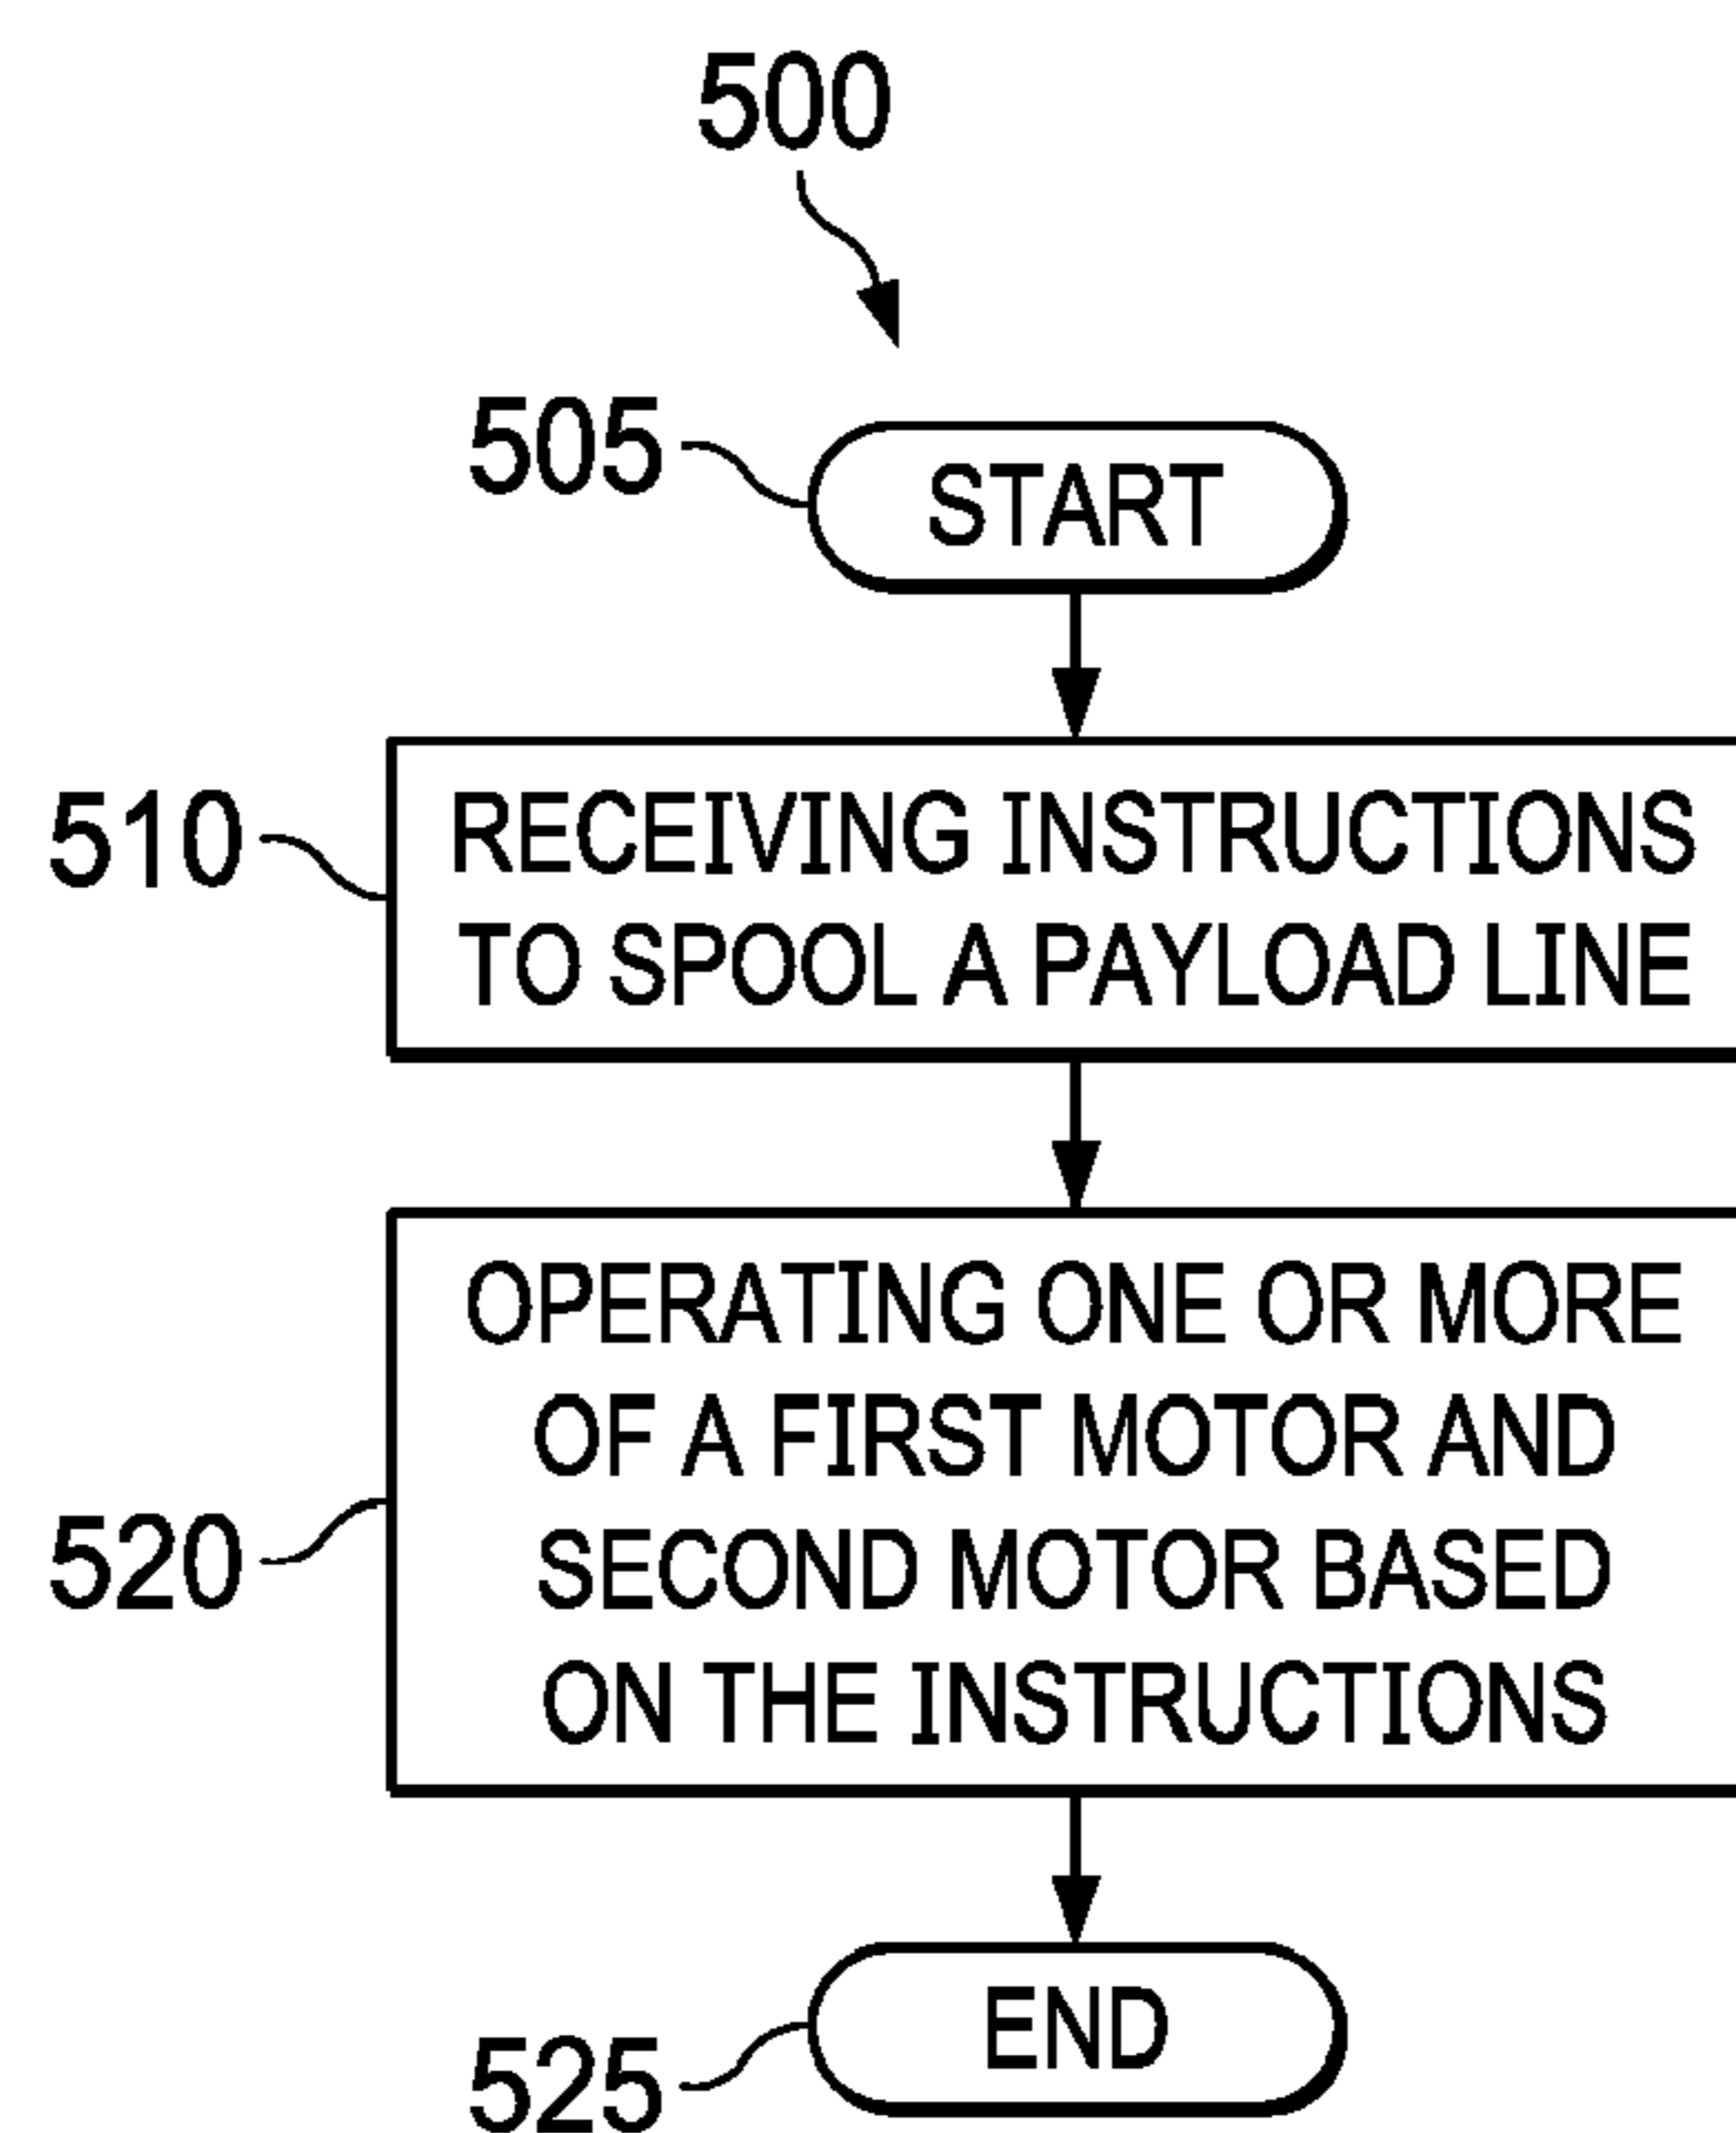 500
505
START
510
RECEIVING INSTRUCTIONS
TO SPOOL A PAYLOAD LINE
OPERATING ONE OR MORE
OF A FIRST MOTOR AND
520
SECOND MOTOR BASED
ON THE INSTRUCTIONS
END
525